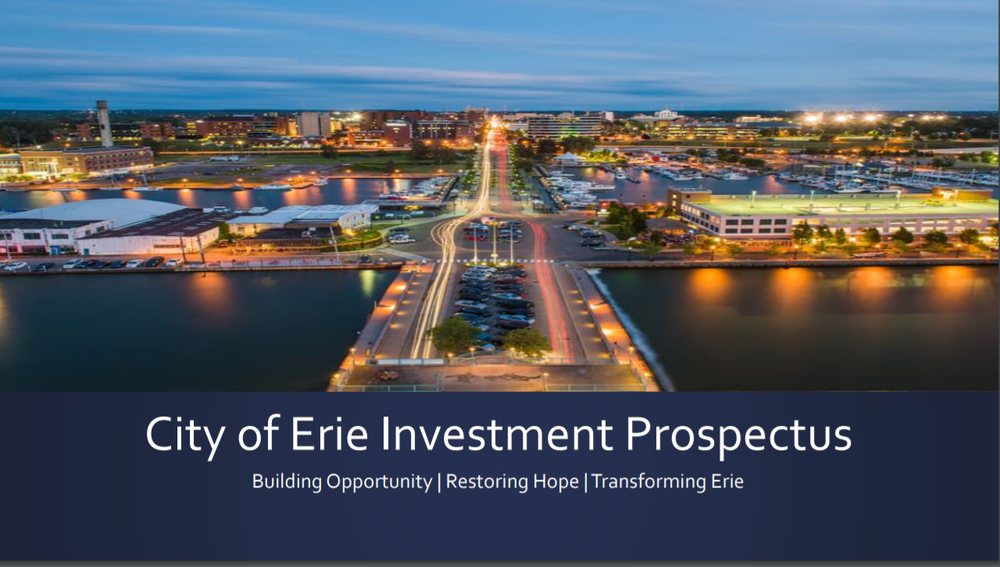 City of Erie Investment Prospectus
Building Opportunity | Restoring Hope | Transforming Erie